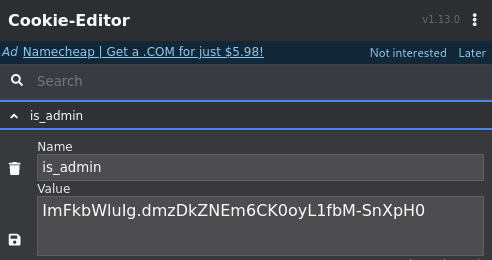 Cookie-Editor
v1.13.0
Ad Namecheap | Get a .COM for just $5.98!
Not interested
Later
Search
is_admin
Name
is_admin
Value
ImFkbWluIg.dmzDkZNEm6CK0oyL1fbM-SnXpH0